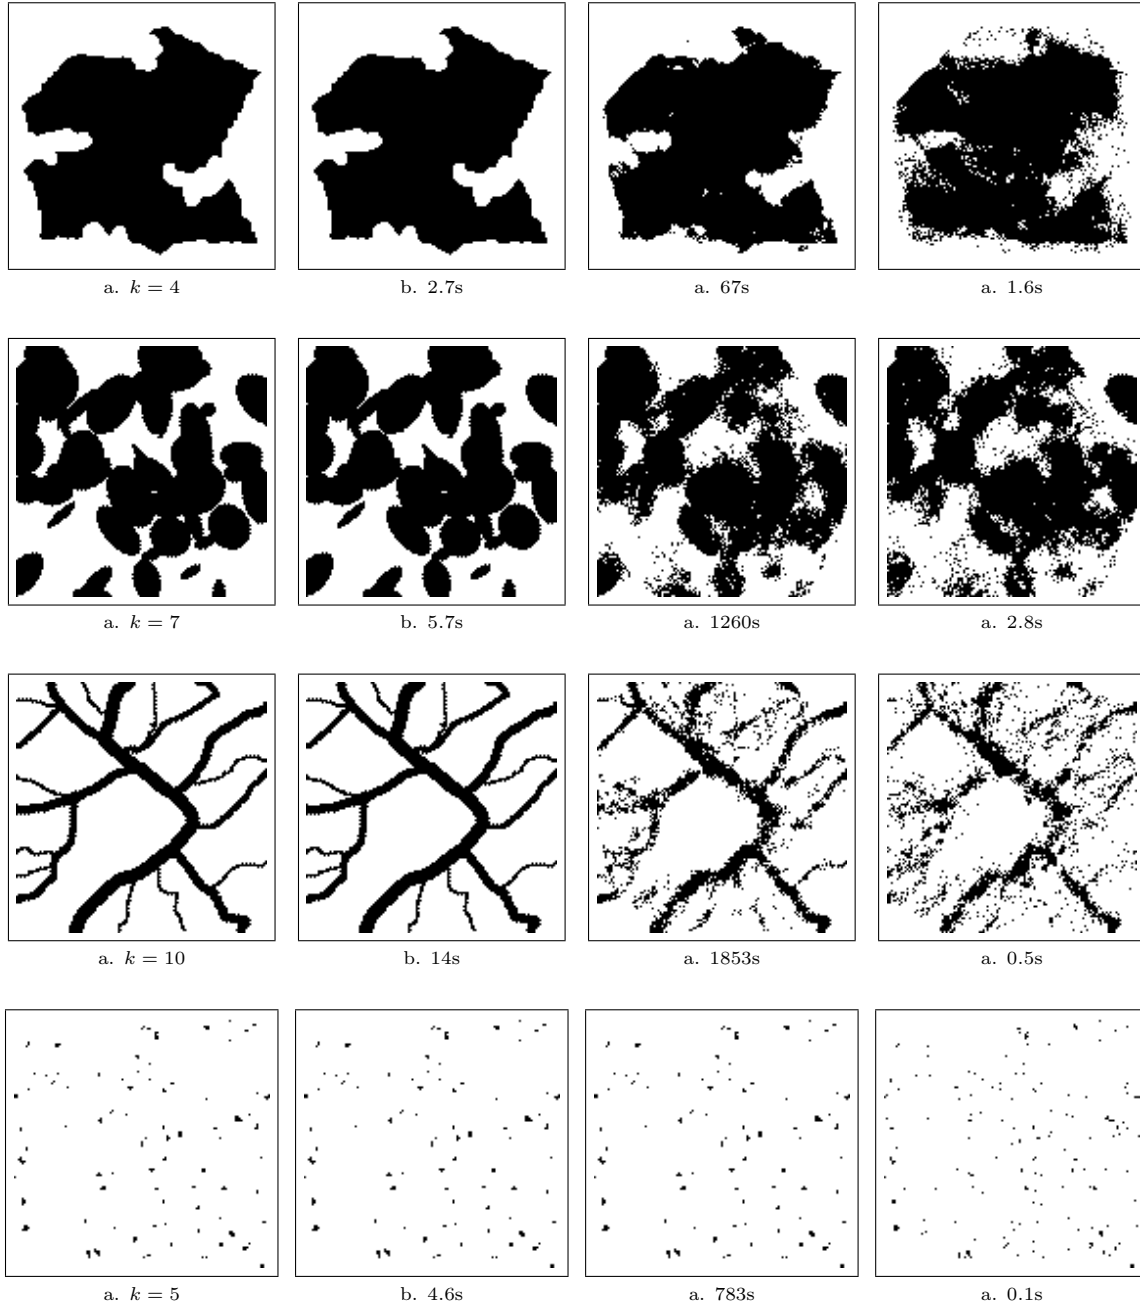 a. k = 4 b. 2.7s a. 67s a. 1.6s
a. k = 7 b. 5.7s a. 1260s a. 2.8s
a. k = 10 b. 14s a. 1853s a. 0.5s
a. k = 5 b. 4.6s a. 783s a. 0.1s